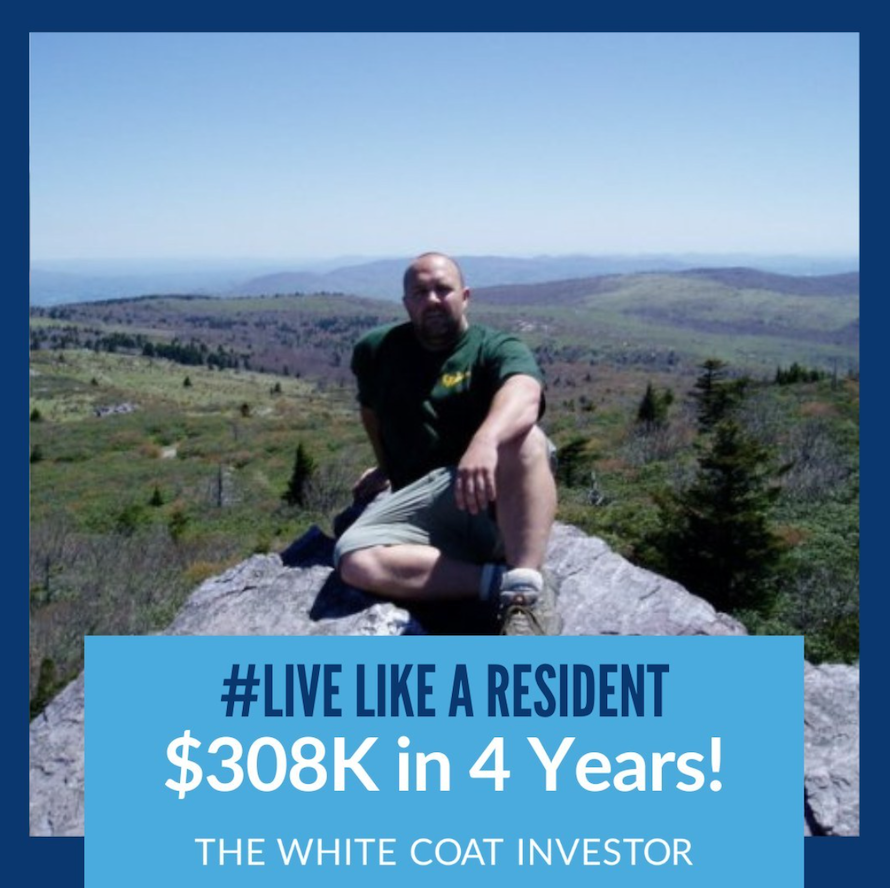 #LIVE LIKE A RESIDENT
$308K in 4 Years!
THE WHITE COAT INVESTOR